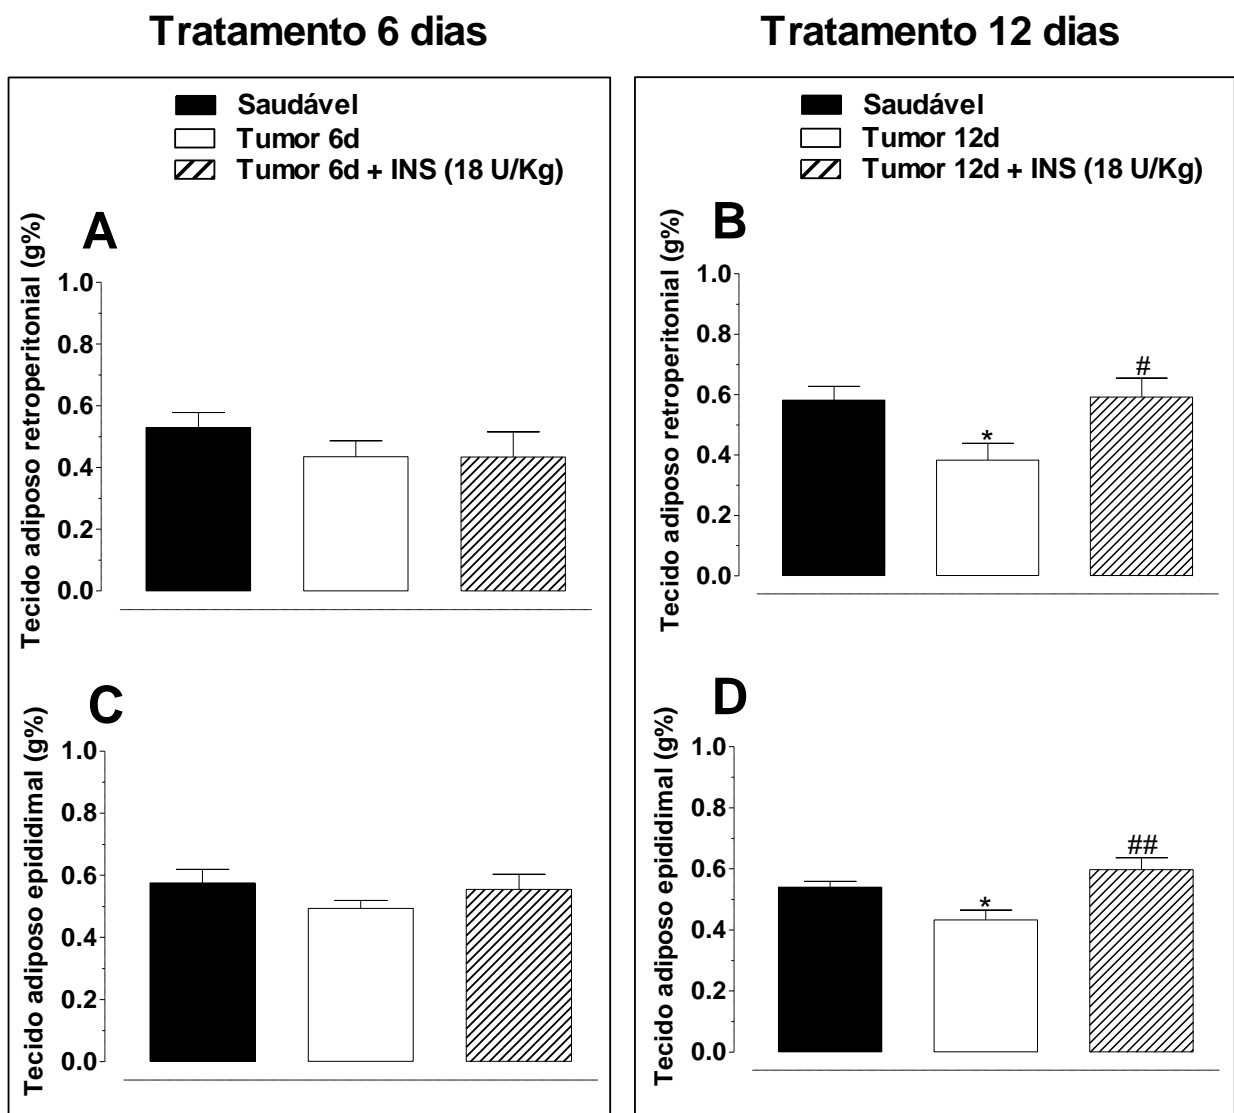 Tratamento 6 dias
Saudável
Tumor 6d
Tumor 6d + INS (18 U/Kg)
A
Tecido adiposo retroperitonial (g%)
1.0
0.8
0.6
0.4
0.2
0.0
C
Tecido adiposo epididimal (g%)
1.0
0.8
0.6
0.4
0.2
0.0
Tratamento 12 dias
Saudável
Tumor 12d
Tumor 12d + INS (18 U/Kg)
B
Tecido adiposo retroperitonial (g%)
1.0
0.8
0.6
0.4
0.2
0.0
*
#
D
Tecido adiposo epididimal (g%)
1.0
0.8
0.6
0.4
0.2
0.0
*
##